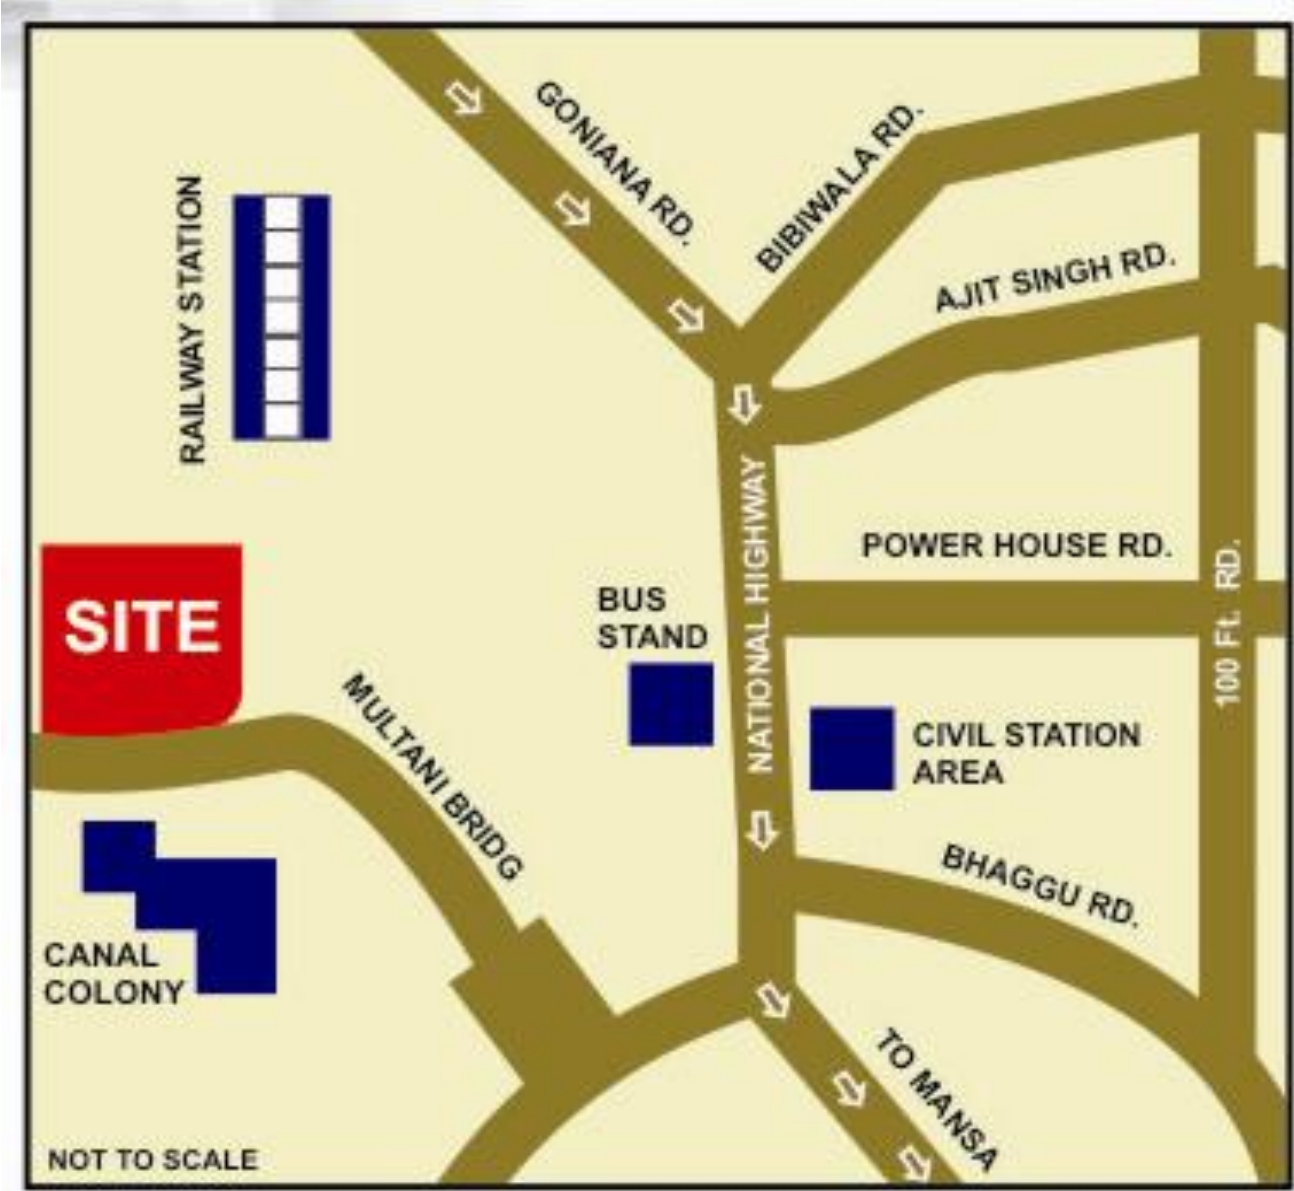 GONIANA RD.
BIBIWALA RD.
RAILWAY STATION
AJIT SINGH RD.
NATIONAL HIGHWAY
POWER HOUSE RD.
100 Ft. RD.
SITE
BUS
STAND
MULTANI BRIDG
CIVIL STATION
AREA
BHAGGU RD.
CANAL
COLONY
TO MANSA
NOT TO SCALE